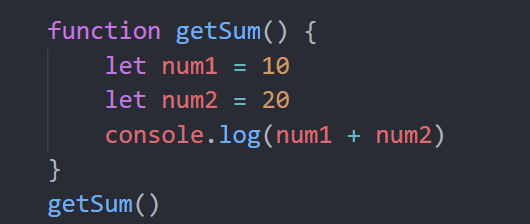 function getSum() {
    let num1 = 10
    let num2 = 20
    console.log(num1 + num2)
}
getSum()